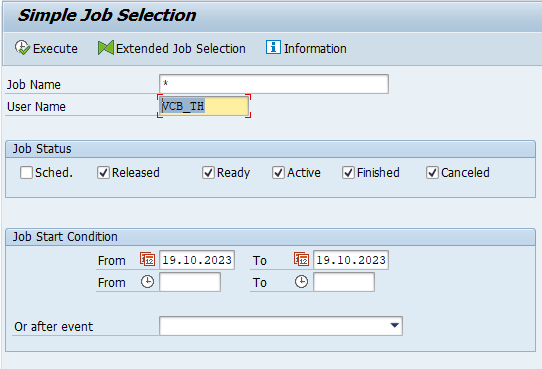 Simple Job Selection
Execute Extended Job Selection Information
Job Name *
User Name VCB_TH
Job Status
Sched. Released Ready Active Finished Canceled
Job Start Condition
From 19.10.2023 To 19.10.2023
From To
Or after event